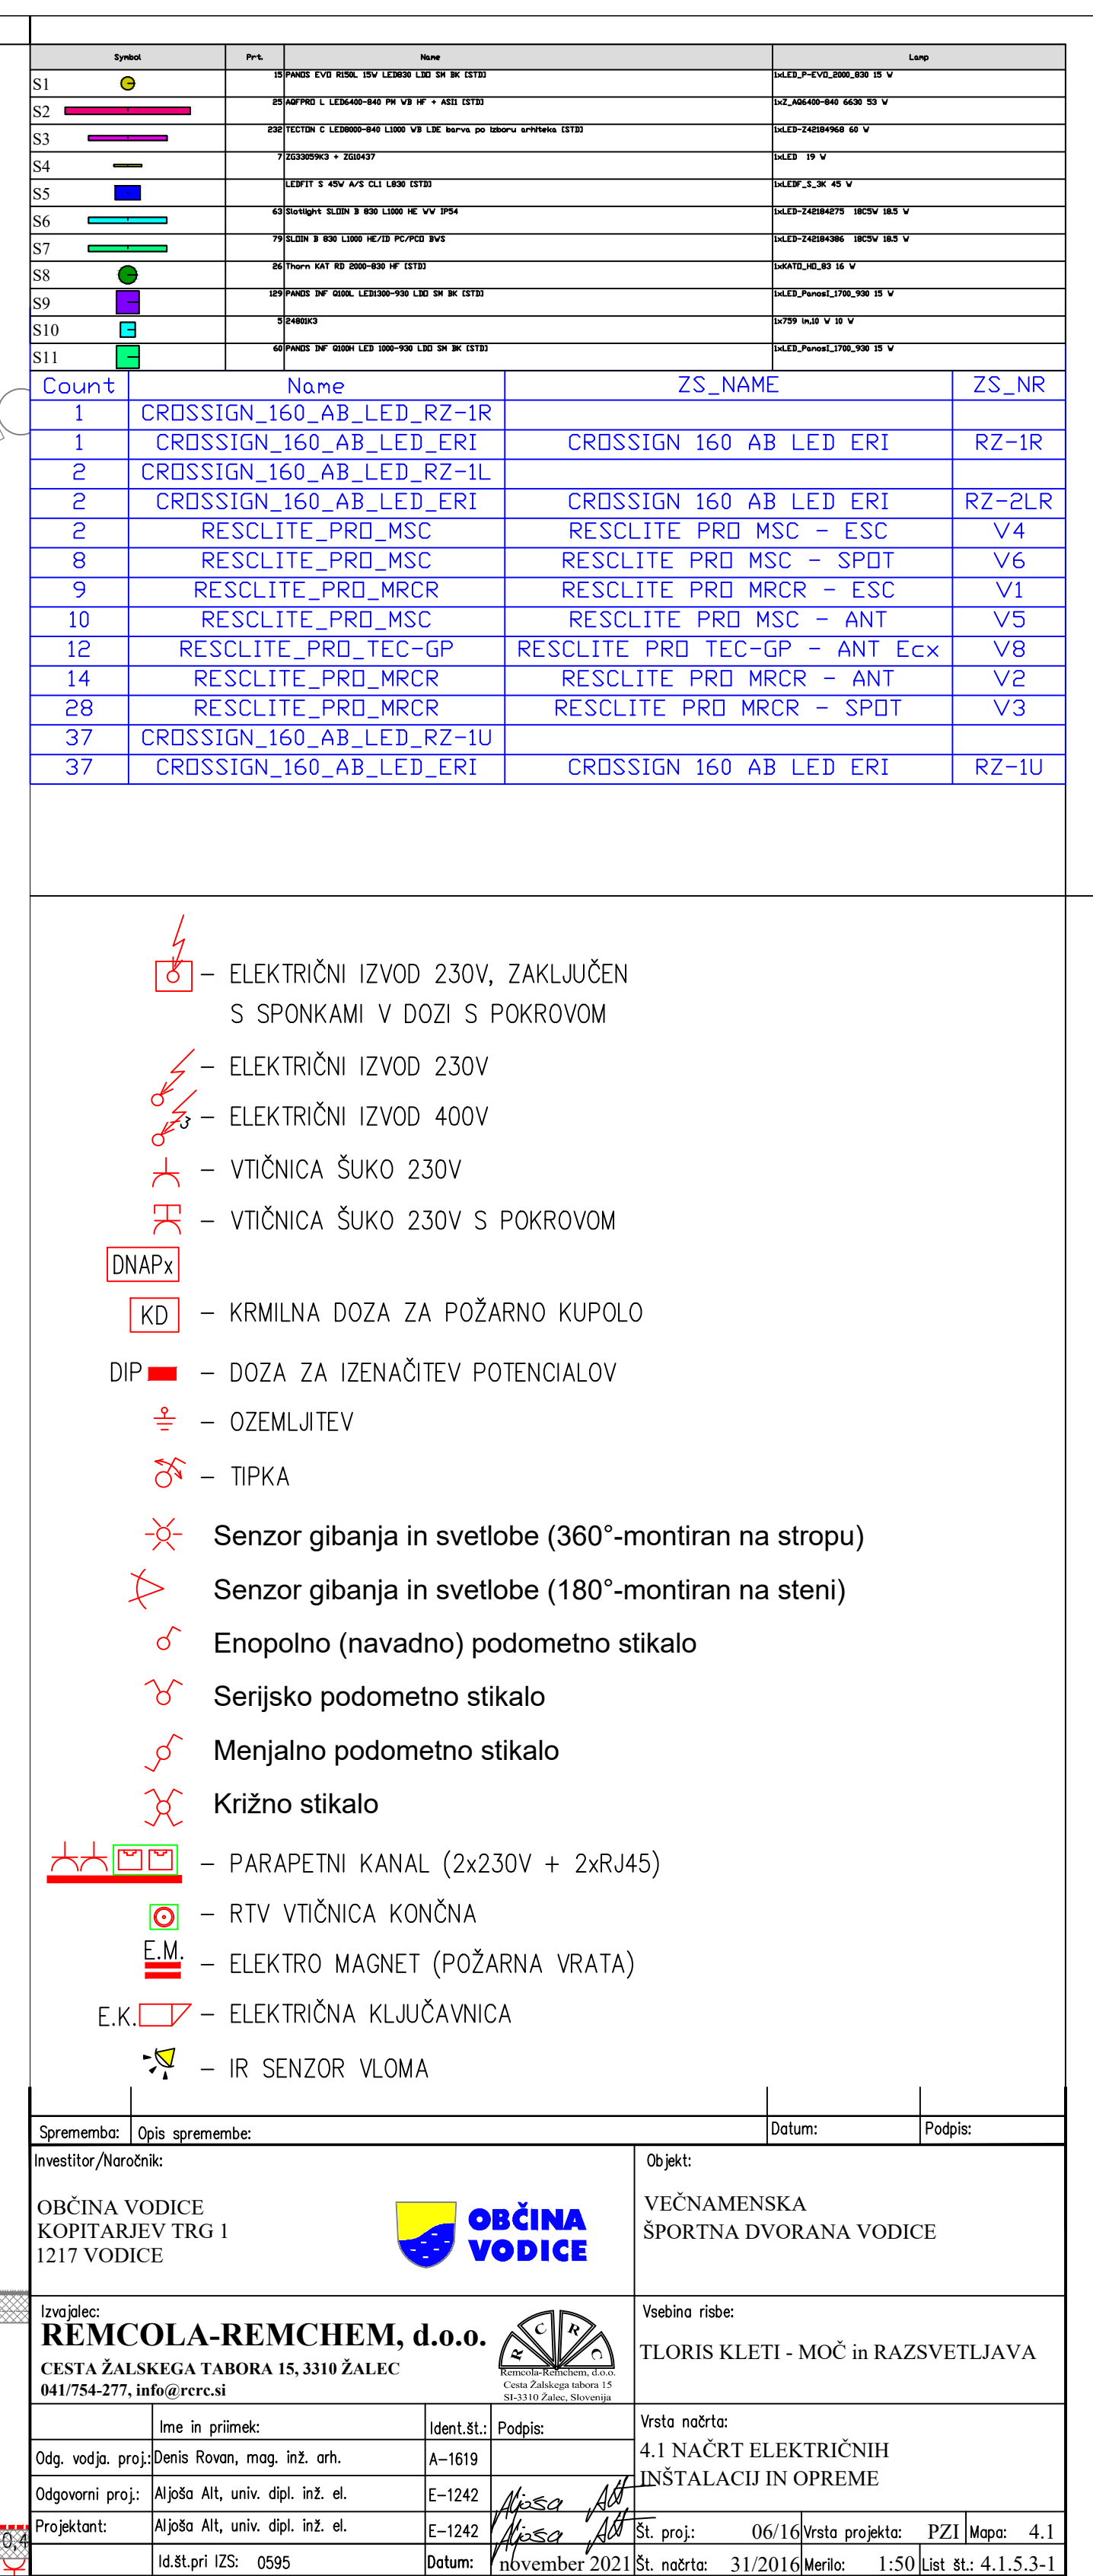 Symbol Prt. Name Lamp
S1 15 PANOS EVO R150L 15W LED830 LDO SM BK [STD] 1xLED_P-EVO_2000_830 15 W
S2 25 AQFPRO L LED6400-840 PM WB HF + ASI1 [STD] 1xZ_AQ6400-840 6630 53 W
S3 232 TECTON C LED8000-840 L1000 WB LDE barva po izboru arhiteka [STD] 1xLED-Z42184968 60 W
S4 7 ZG33059K3 + ZG10437 1xLED 19 W
S5 LEDFIT S 45W A/S CL1 L830 [STD] 1xLEDF_S_3K 45 W
S6 63 Slotlight SLOIN B 830 L1000 HE WW IP54 1xLED-Z42184275 18C5W 18.5 W
S7 79 SLOIN B 830 L1000 HE/ID PC/PCO BWS 1xLED-Z42184386 18C5W 18.5 W
S8 26 Thorn KAT RD 2000-830 HF [STD] 1xKATO_HO_83 16 W
S9 129 PANOS INF Q100L LED1300-930 LDO SM BK [STD] 1xLED_PanosI_1700_930 15 W
S10 5 24801K3 1x759 lm,10 W 10 W
S11 60 PANOS INF Q100H LED 1000-930 LDO SM BK [STD] 1xLED_PanosI_1700_930 15 W
Count Name ZS_NAME ZS_NR
1 CROSSIGN_160_AB_LED_RZ-1R
1 CROSSIGN_160_AB_LED_ERI CROSSIGN 160 AB LED ERI RZ-1R
2 CROSSIGN_160_AB_LED_RZ-1L
2 CROSSIGN_160_AB_LED_ERI CROSSIGN 160 AB LED ERI RZ-2LR
2 RESCLITE_PRO_MSC RESCLITE PRO MSC - ESC V4
8 RESCLITE_PRO_MSC RESCLITE PRO MSC - SPOT V6
9 RESCLITE_PRO_MRCR RESCLITE PRO MRCR - ESC V1
10 RESCLITE_PRO_MSC RESCLITE PRO MSC - ANT V5
12 RESCLITE_PRO_TEC-GP RESCLITE PRO TEC-GP - ANT Ecx V8
14 RESCLITE_PRO_MRCR RESCLITE PRO MRCR - ANT V2
28 RESCLITE_PRO_MRCR RESCLITE PRO MRCR - SPOT V3
37 CROSSIGN_160_AB_LED_RZ-1U
37 CROSSIGN_160_AB_LED_ERI CROSSIGN 160 AB LED ERI RZ-1U
– ELEKTRIČNI IZVOD 230V, ZAKLJUČEN
S SPONKAMI V DOZI S POKROVOM
– ELEKTRIČNI IZVOD 230V
3 – ELEKTRIČNI IZVOD 400V
– VTIČNICA ŠUKO 230V
– VTIČNICA ŠUKO 230V S POKROVOM
DNAPx
KD – KRMILNA DOZA ZA POŽARNO KUPOLO
DIP – DOZA ZA IZENAČITEV POTENCIALOV
– OZEMLJITEV
– TIPKA
Senzor gibanja in svetlobe (360°-montiran na stropu)
Senzor gibanja in svetlobe (180°-montiran na steni)
Enopolno (navadno) podometno stikalo
Serijsko podometno stikalo
Menjalno podometno stikalo
Križno stikalo
– PARAPETNI KANAL (2x230V + 2xRJ45)
– RTV VTIČNICA KONČNA
E.M. – ELEKTRO MAGNET (POŽARNA VRATA)
E.K. – ELEKTRIČNA KLJUČAVNICA
– IR SENZOR VLOMA
Sprememba: Opis spremembe: Datum: Podpis:
Investitor/Naročnik:
OBČINA VODICE
KOPITARJEV TRG 1
1217 VODICE
OBČINA
VODICE
Objekt:
VEČNAMENSKA
ŠPORTNA DVORANA VODICE
Izvajalec:
REMCOLA-REMCHEM, d.o.o.
CESTA ŽALSKEGA TABORA 15, 3310 ŽALEC
041/754-277, info@rcrc.si
R C R C
Remcola-Remchem, d.o.o.
Cesta Žalskega tabora 15
SI-3310 Žalec, Slovenija
Vsebina risbe:
TLORIS KLETI - MOČ in RAZSVETLJAVA
Ime in priimek: Ident.št.: Podpis:
Odg. vodja. proj.: Denis Rovan, mag. inž. arh. A-1619
Odgovorni proj.: Aljoša Alt, univ. dipl. inž. el. E-1242 Aljoša Alt
Projektant: Aljoša Alt, univ. dipl. inž. el. E-1242 Aljoša Alt
Id.št.pri IZS: 0595 Datum: november 2021
Vrsta načrta:
4.1 NAČRT ELEKTRIČNIH
INŠTALACIJ IN OPREME
Št. proj.: 06/16 Vrsta projekta: PZI Mapa: 4.1
Št. načrta: 31/2016 Merilo: 1:50 List št.: 4.1.5.3-1
0,4